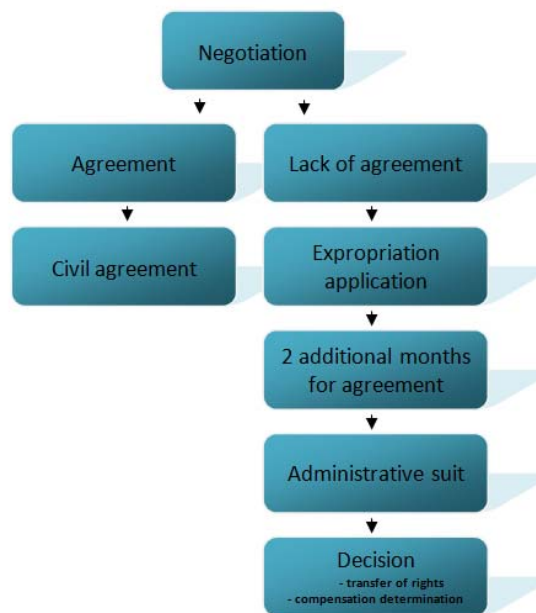 Negotiation
Agreement
Lack of agreement
Civil agreement
Expropriation
application
2 additional months
for agreement
Administrative suit
Decision
- transfer of rights
- compensation determination